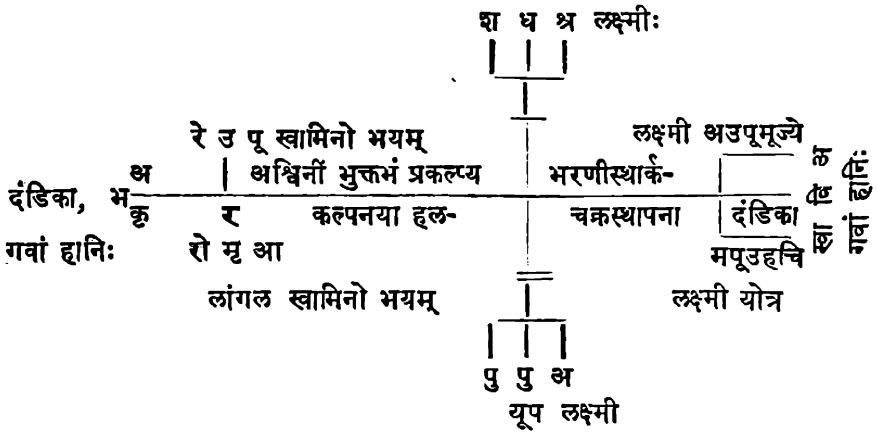 श ध श्र लक्ष्मीः
रे उ पू स्वामिनो भयम्
लक्ष्मी अउपूमूज्ये
अ
अश्विनीं भुक्तभं प्रकल्प्य
भरणीस्थार्क-
दंडिका, भ
कृ
र
कल्पनया हल-
चक्रस्थापना
दंडिका
स्वा वि अ
गवां हानिः
गवां हानिः
रो मृ आ
मपूउहचि
लांगल स्वामिनो भयम्
लक्ष्मी योत्र
पु पु अ
यूप लक्ष्मी